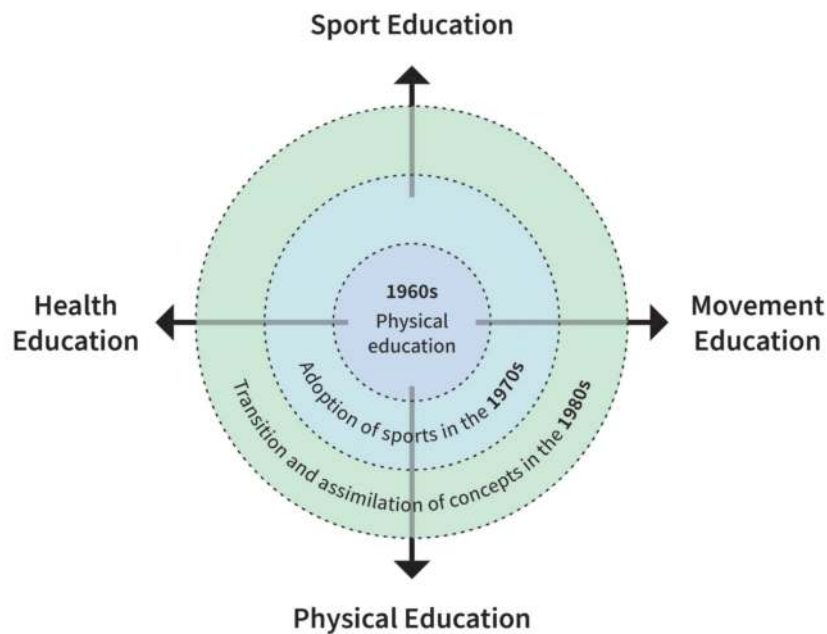 Sport Education
1960s
Physical
education
Health
Education
Movement
Education
Adoption of sports in the 1970s
Transition and assimilation of concepts in the 1980s
Physical Education